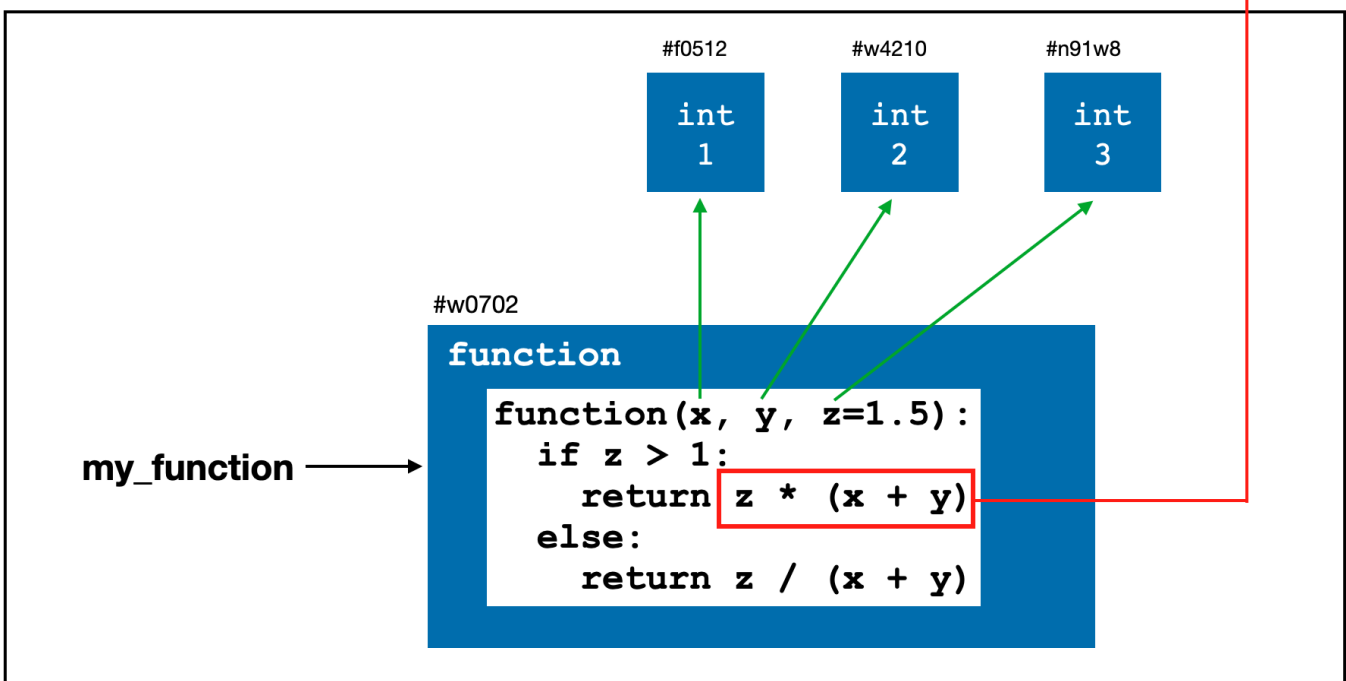 #f0512 #w4210 #n91w8
int int int
1 2 3
#w0702
function
function(x, y, z=1.5):
if z > 1:
my_function
return z * (x + y)
else:
return z / (x + y)